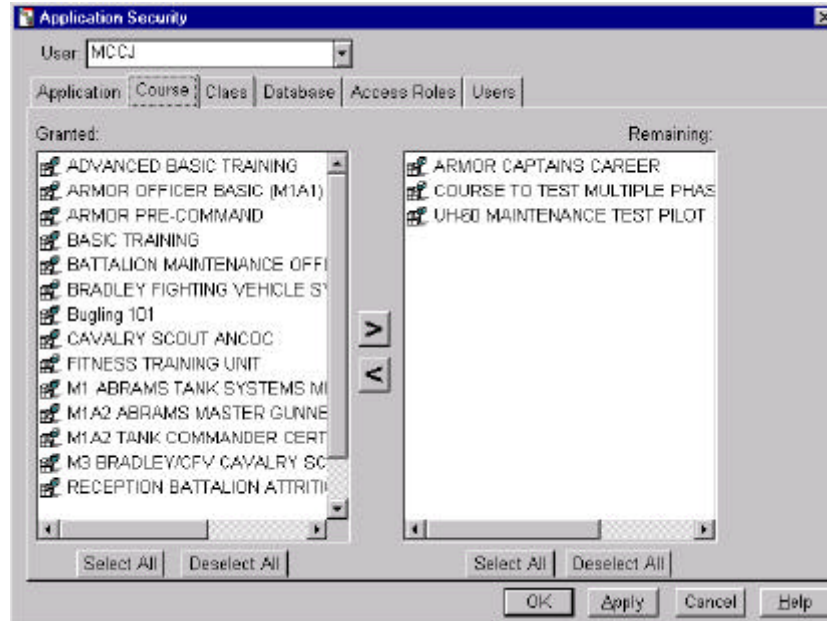 Application Security
User: MCCJ
Application Course Class Database Access Roles Users
Granted:
Remaining:
ADVANCED BASIC TRAINING
ARMOR OFFICER BASIC (M1A1)
ARMOR PRE-COMMAND
BASIC TRAINING
BATTALION MAINTENANCE OFFI
BRADLEY FIGHTING VEHICLE SY
Bugling 101
CAVALRY SCOUT ANCOC
FITNESS TRAINING UNIT
M1 ABRAMS TANK SYSTEMS ME
M1A2 ABRAMS MASTER GUNNE
M1A2 TANK COMMANDER CERT
M3 BRADLEY/CFV CAVALRY SC
RECEPTION BATTALION ATTRITI
>
<
ARMOR CAPTAINS CAREER
COURSE TO TEST MULTIPLE PHAS
UH-60 MAINTENANCE TEST PILOT
Select All Deselect All
Select All Deselect All
OK Apply Cancel Help